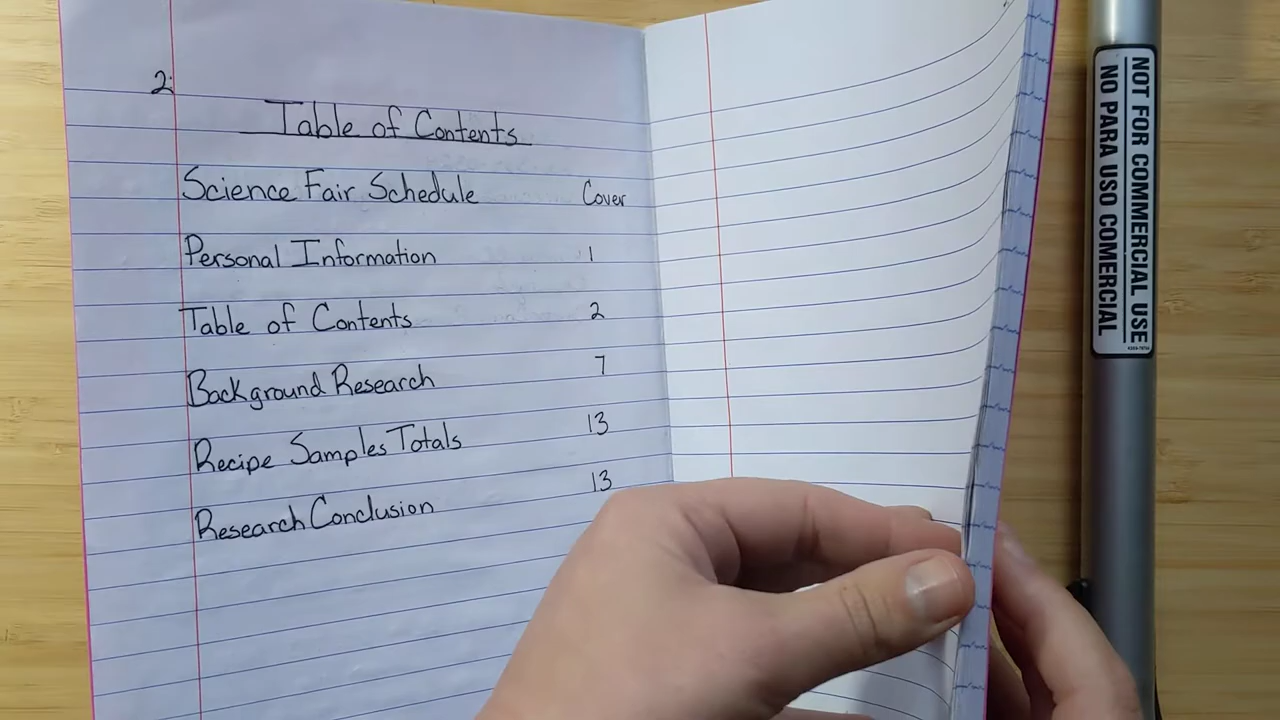 2
Table of Contents
Science Fair Schedule Cover
Personal Information 1
Table of Contents 2
Background Research 7
Recipe Samples Totals 13
Research Conclusion 13
NOT FOR COMMERCIAL USE
NO PARA USO COMERCIAL